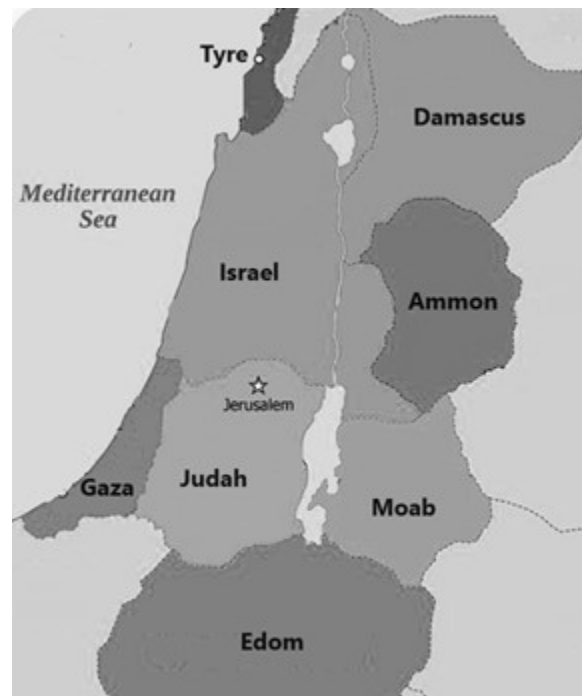 Tyre
Damascus
Mediterranean
Sea
Israel
Ammon
Jerusalem
Judah
Gaza
Moab
Edom